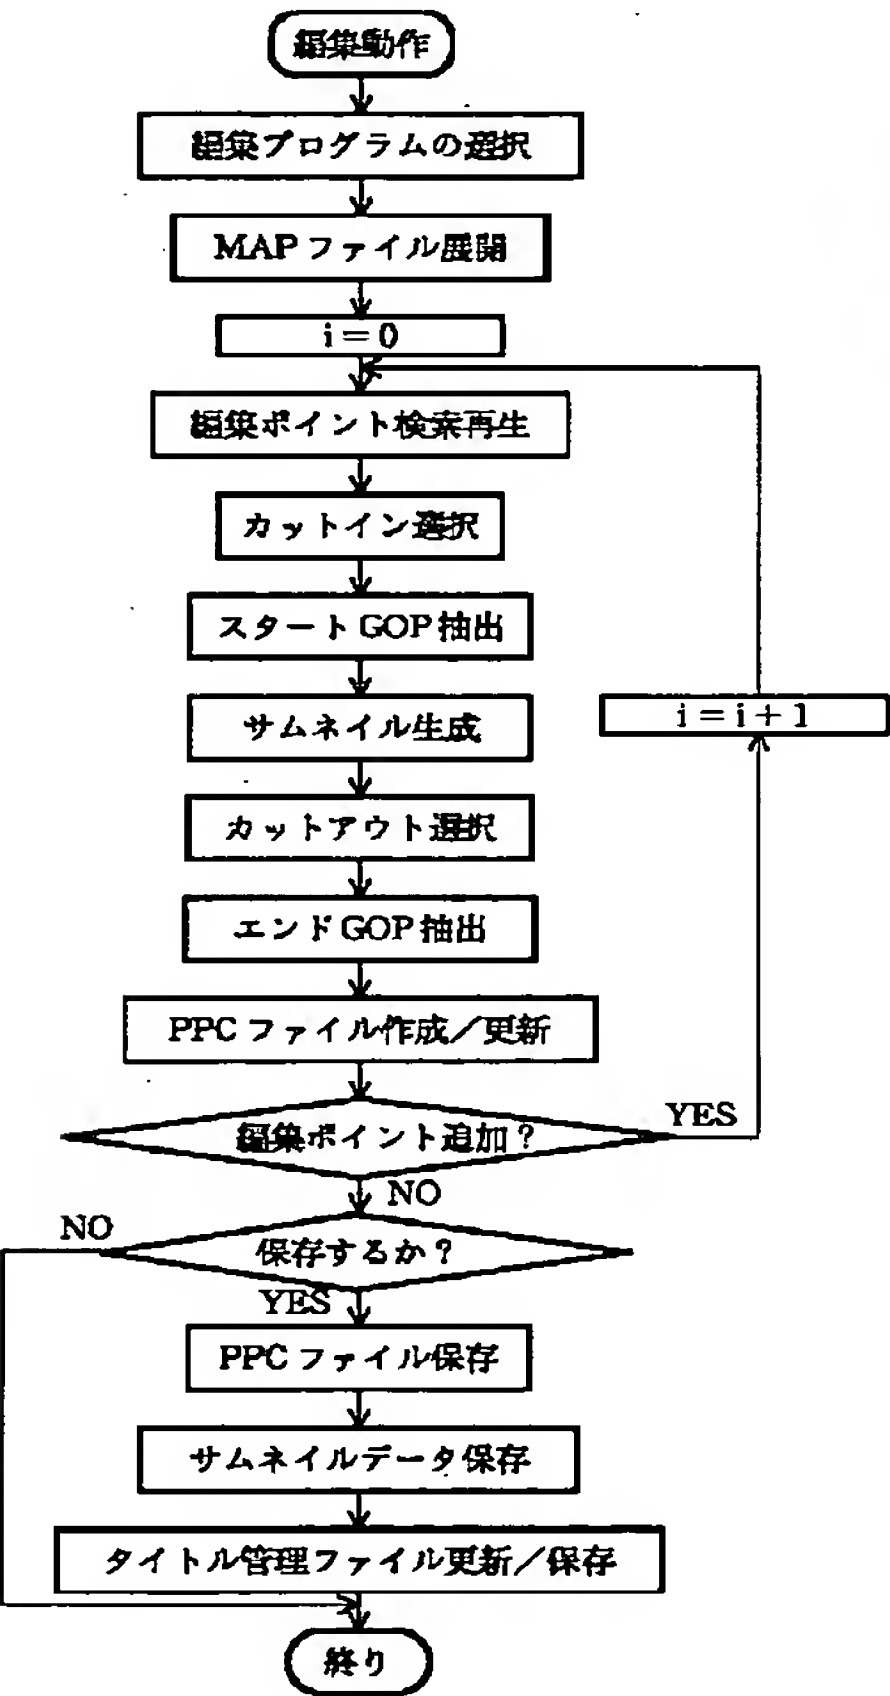 編集動作
編集プログラムの選択
MAPファイル展開
i=0
編集ポイント検索再生
カットイン選択
スタートGOP抽出
サムネイル生成
i=i+1
カットアウト選択
エンドGOP抽出
PPCファイル作成/更新
編集ポイント追加?
YES
NO
NO
保存するか?
YES
PPCファイル保存
サムネイルデータ保存
タイトル管理ファイル更新/保存
終り